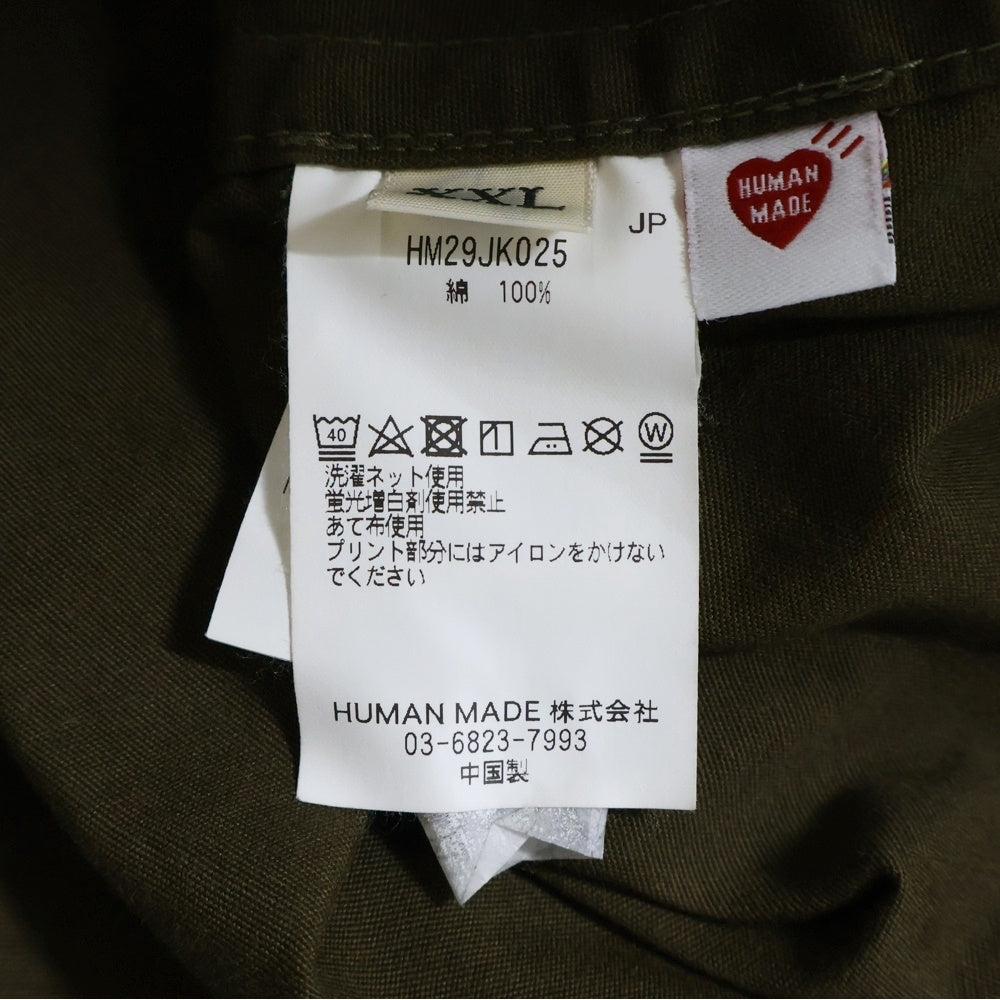 XXL
JP
HUMAN
MADE
HM29JK025
綿 100%
40
W
洗濯ネット使用
蛍光増白剤使用禁止
あて布使用
プリント部分にはアイロンをかけない
でください
HUMAN MADE 株式会社
03-6823-7993
中国製